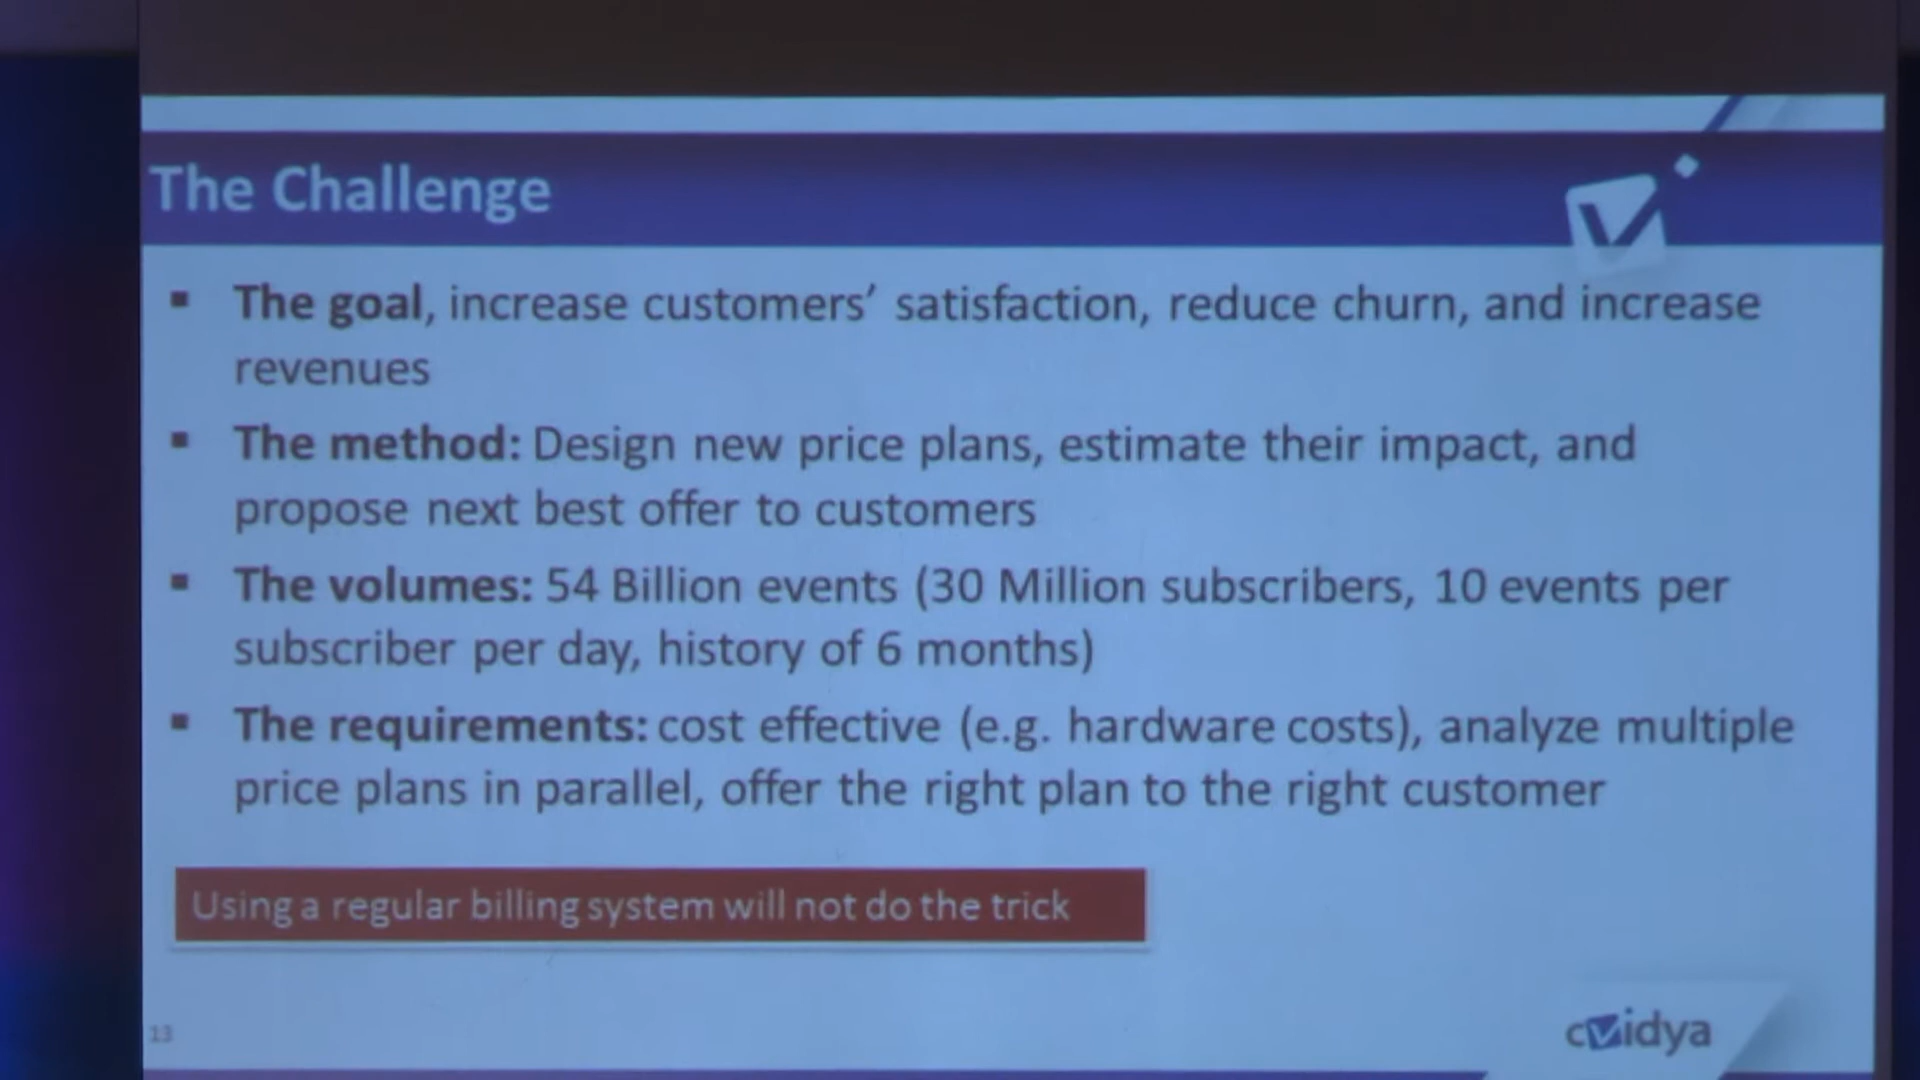 The Challenge
▪ The goal, increase customers’ satisfaction, reduce churn, and increase
revenues
▪ The method: Design new price plans, estimate their impact, and
propose next best offer to customers
▪ The volumes: 54 Billion events (30 Million subscribers, 10 events per
subscriber per day, history of 6 months)
▪ The requirements: cost effective (e.g. hardware costs), analyze multiple
price plans in parallel, offer the right plan to the right customer
Using a regular billing system will not do the trick
13
cvidya